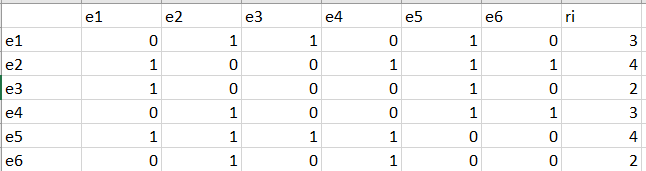 e1 e2 e3 e4 e5 e6 ri
e1 0 1 1 0 1 0 3
e2 1 0 0 1 1 1 4
e3 1 0 0 0 1 0 2
e4 0 1 0 0 1 1 3
e5 1 1 1 1 0 0 4
e6 0 1 0 1 0 0 2